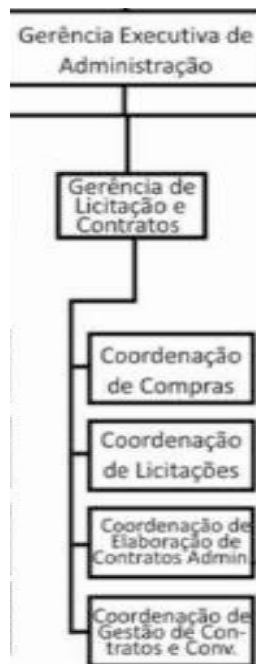 Gerência Executiva de
Administração
Gerência de
Licitação e
Contratos
Coordenação
de Compras
Coordenação
de Licitações
Coordenação de
Elaboração de
Contratos Admin.
Coordenação de
Gestão de Con-
tratos e Conv.